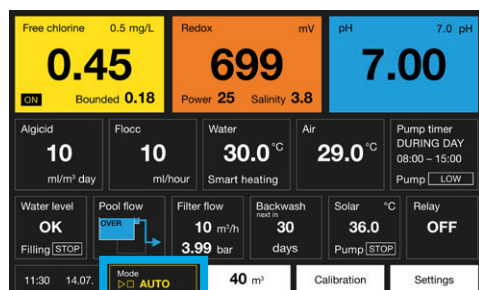 Free chlorine 0.5 mg/L
0.45
ON Bounded 0.18
Redox mV
699
Power 25 Salinity 3.8
pH 7.0 pH
7.00
Algicid
10
ml/m³ day
Flocc
10
ml/hour
Water
30.0 °C
Smart heating
Air
29.0 °C
Pump timer
DURING DAY
08:00 – 15:00
Pump LOW
Water level
OK
Filling STOP
Pool flow
OVER
Filter flow
10 m³/h
3.99 bar
Backwash
next in
30
days
Solar °C
36.0
Pump STOP
Relay
OFF
11:30 14.07.
Mode
AUTO
40 m³
Calibration
Settings